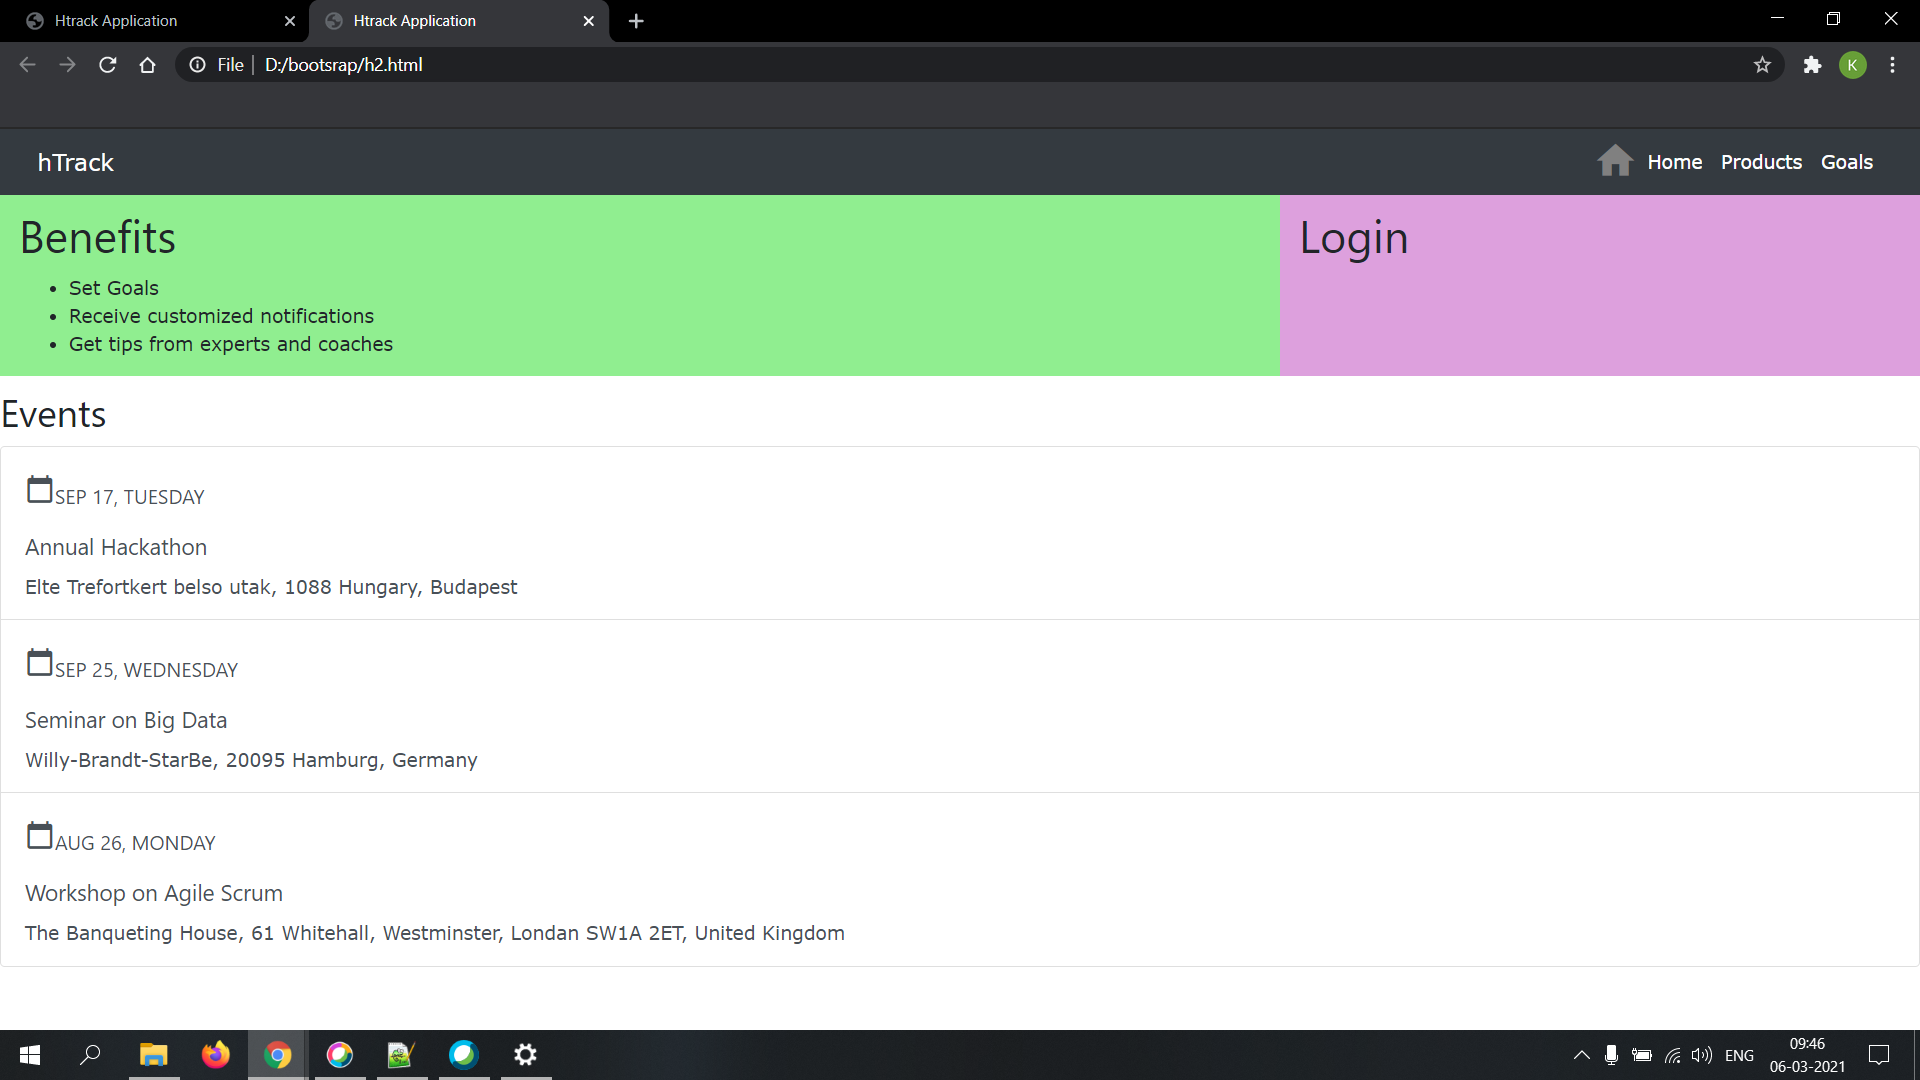 Htrack Application
Htrack Application
File
D:/bootsrap/h2.html
K
hTrack
Home Products Goals
Benefits
Login
Set Goals
Receive customized notifications
Get tips from experts and coaches
Events
SEP 17, TUESDAY
Annual Hackathon
Elte Trefortkert belso utak, 1088 Hungary, Budapest
SEP 25, WEDNESDAY
Seminar on Big Data
Willy-Brandt-StarBe, 20095 Hamburg, Germany
AUG 26, MONDAY
Workshop on Agile Scrum
The Banqueting House, 61 Whitehall, Westminster, Londan SW1A 2ET, United Kingdom
ENG
09:46
06-03-2021